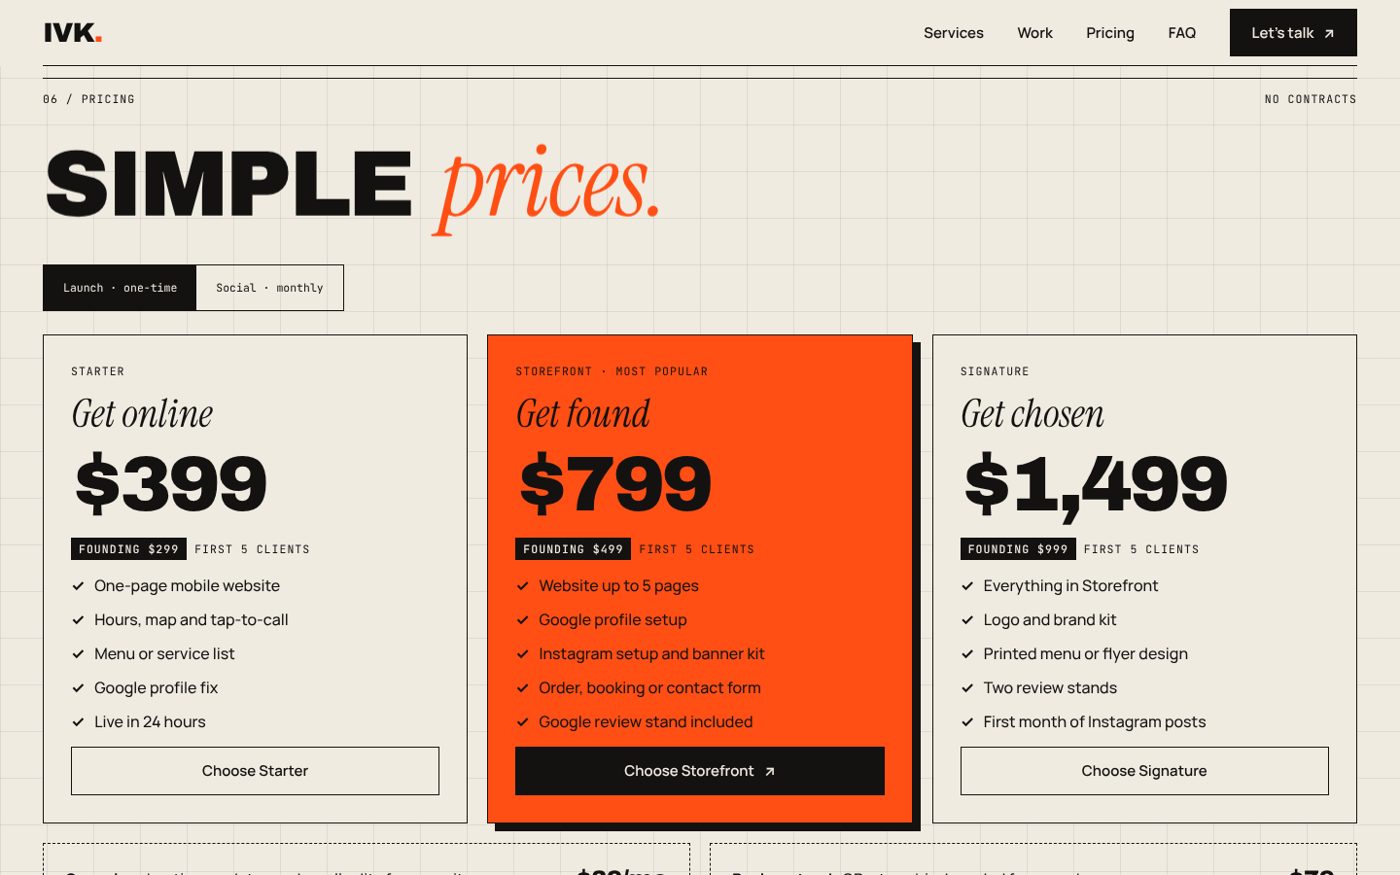 IVK.
Services
Work
Pricing
FAQ
Let's talk
06 / PRICING
NO CONTRACTS
SIMPLE prices.
Launch · one-time
Social · monthly
STARTER
Get online
$399
FOUNDING $299 FIRST 5 CLIENTS
One-page mobile website
Hours, map and tap-to-call
Menu or service list
Google profile fix
Live in 24 hours
Choose Starter
STOREFRONT · MOST POPULAR
Get found
$799
FOUNDING $499 FIRST 5 CLIENTS
Website up to 5 pages
Google profile setup
Instagram setup and banner kit
Order, booking or contact form
Google review stand included
Choose Storefront
SIGNATURE
Get chosen
$1,499
FOUNDING $999 FIRST 5 CLIENTS
Everything in Storefront
Logo and brand kit
Printed menu or flyer design
Two review stands
First month of Instagram posts
Choose Signature